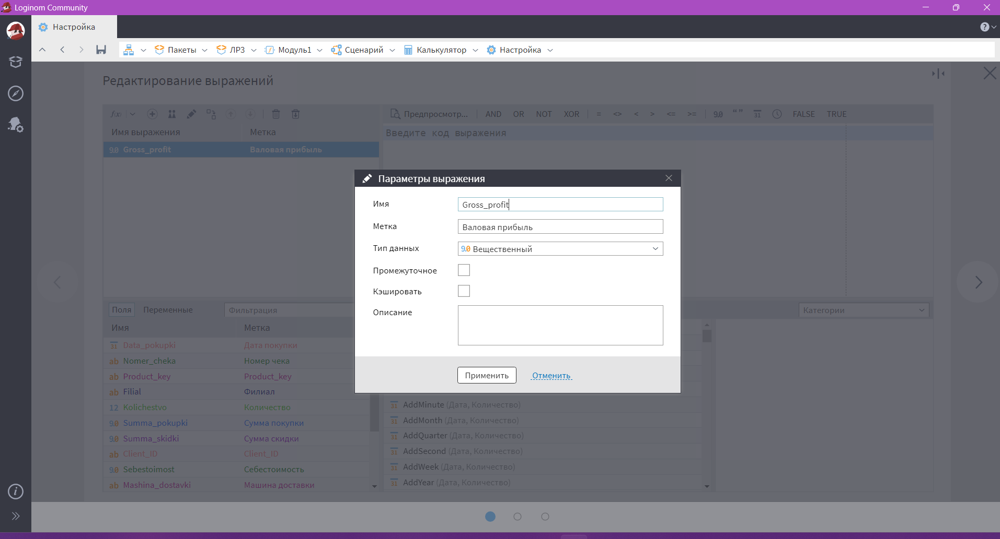 Loginom Community
Настройка
Пакеты ЛР3 Модуль1 Сценарий Калькулятор Настройка
Редактирование выражений
f(x) Предпросмотр... AND OR NOT XOR = <> < > <= >= 9.0 “ ” 31 FALSE TRUE
Имя выражения Метка
Введите код выражения
9.0 Gross_profit Валовая прибыль
Параметры выражения
Имя Gross_profit
Метка Валовая прибыль
Тип данных 9.0 Вещественный
Промежуточное
Кэшировать
Описание
Применить Отменить
Поля Переменные Фильтрация Категории
Имя Метка
31 Data_pokupki Дата покупки
ab Nomer_cheka Номер чека
ab Product_key Product_key
ab Filial Филиал
12 Kolichestvo Количество
9.0 Summa_pokupki Сумма покупки
9.0 Summa_skidki Сумма скидки
ab Client_ID Client_ID
9.0 Sebestoimost Себестоимость
ab Mashina_dostavki Машина доставки
31 AddMinute (Дата, Количество)
31 AddMonth (Дата, Количество)
31 AddQuarter (Дата, Количество)
31 AddSecond (Дата, Количество)
31 AddWeek (Дата, Количество)
31 AddYear (Дата, Количество)